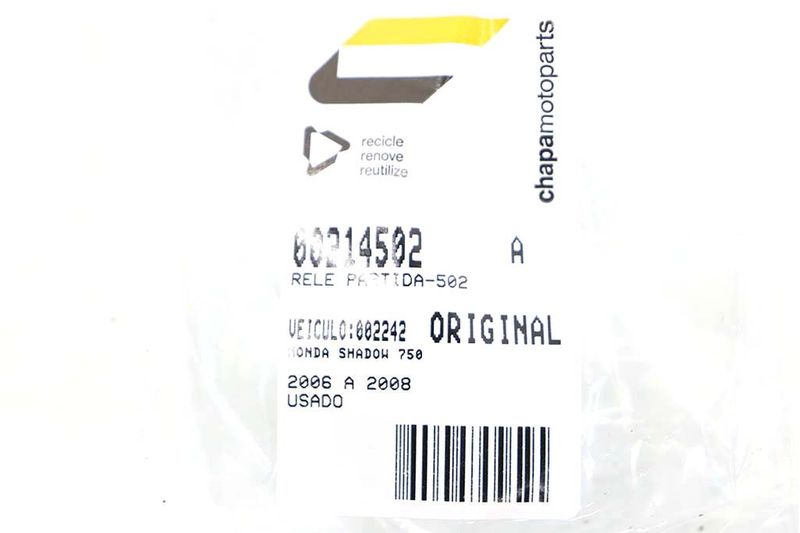 chapamotoparts
recicle
renove
reutilize
00214502 A
RELE PARTIDA-502
VEICULO:002242 ORIGINAL
HONDA SHADOW 750
2006 A 2008
USADO